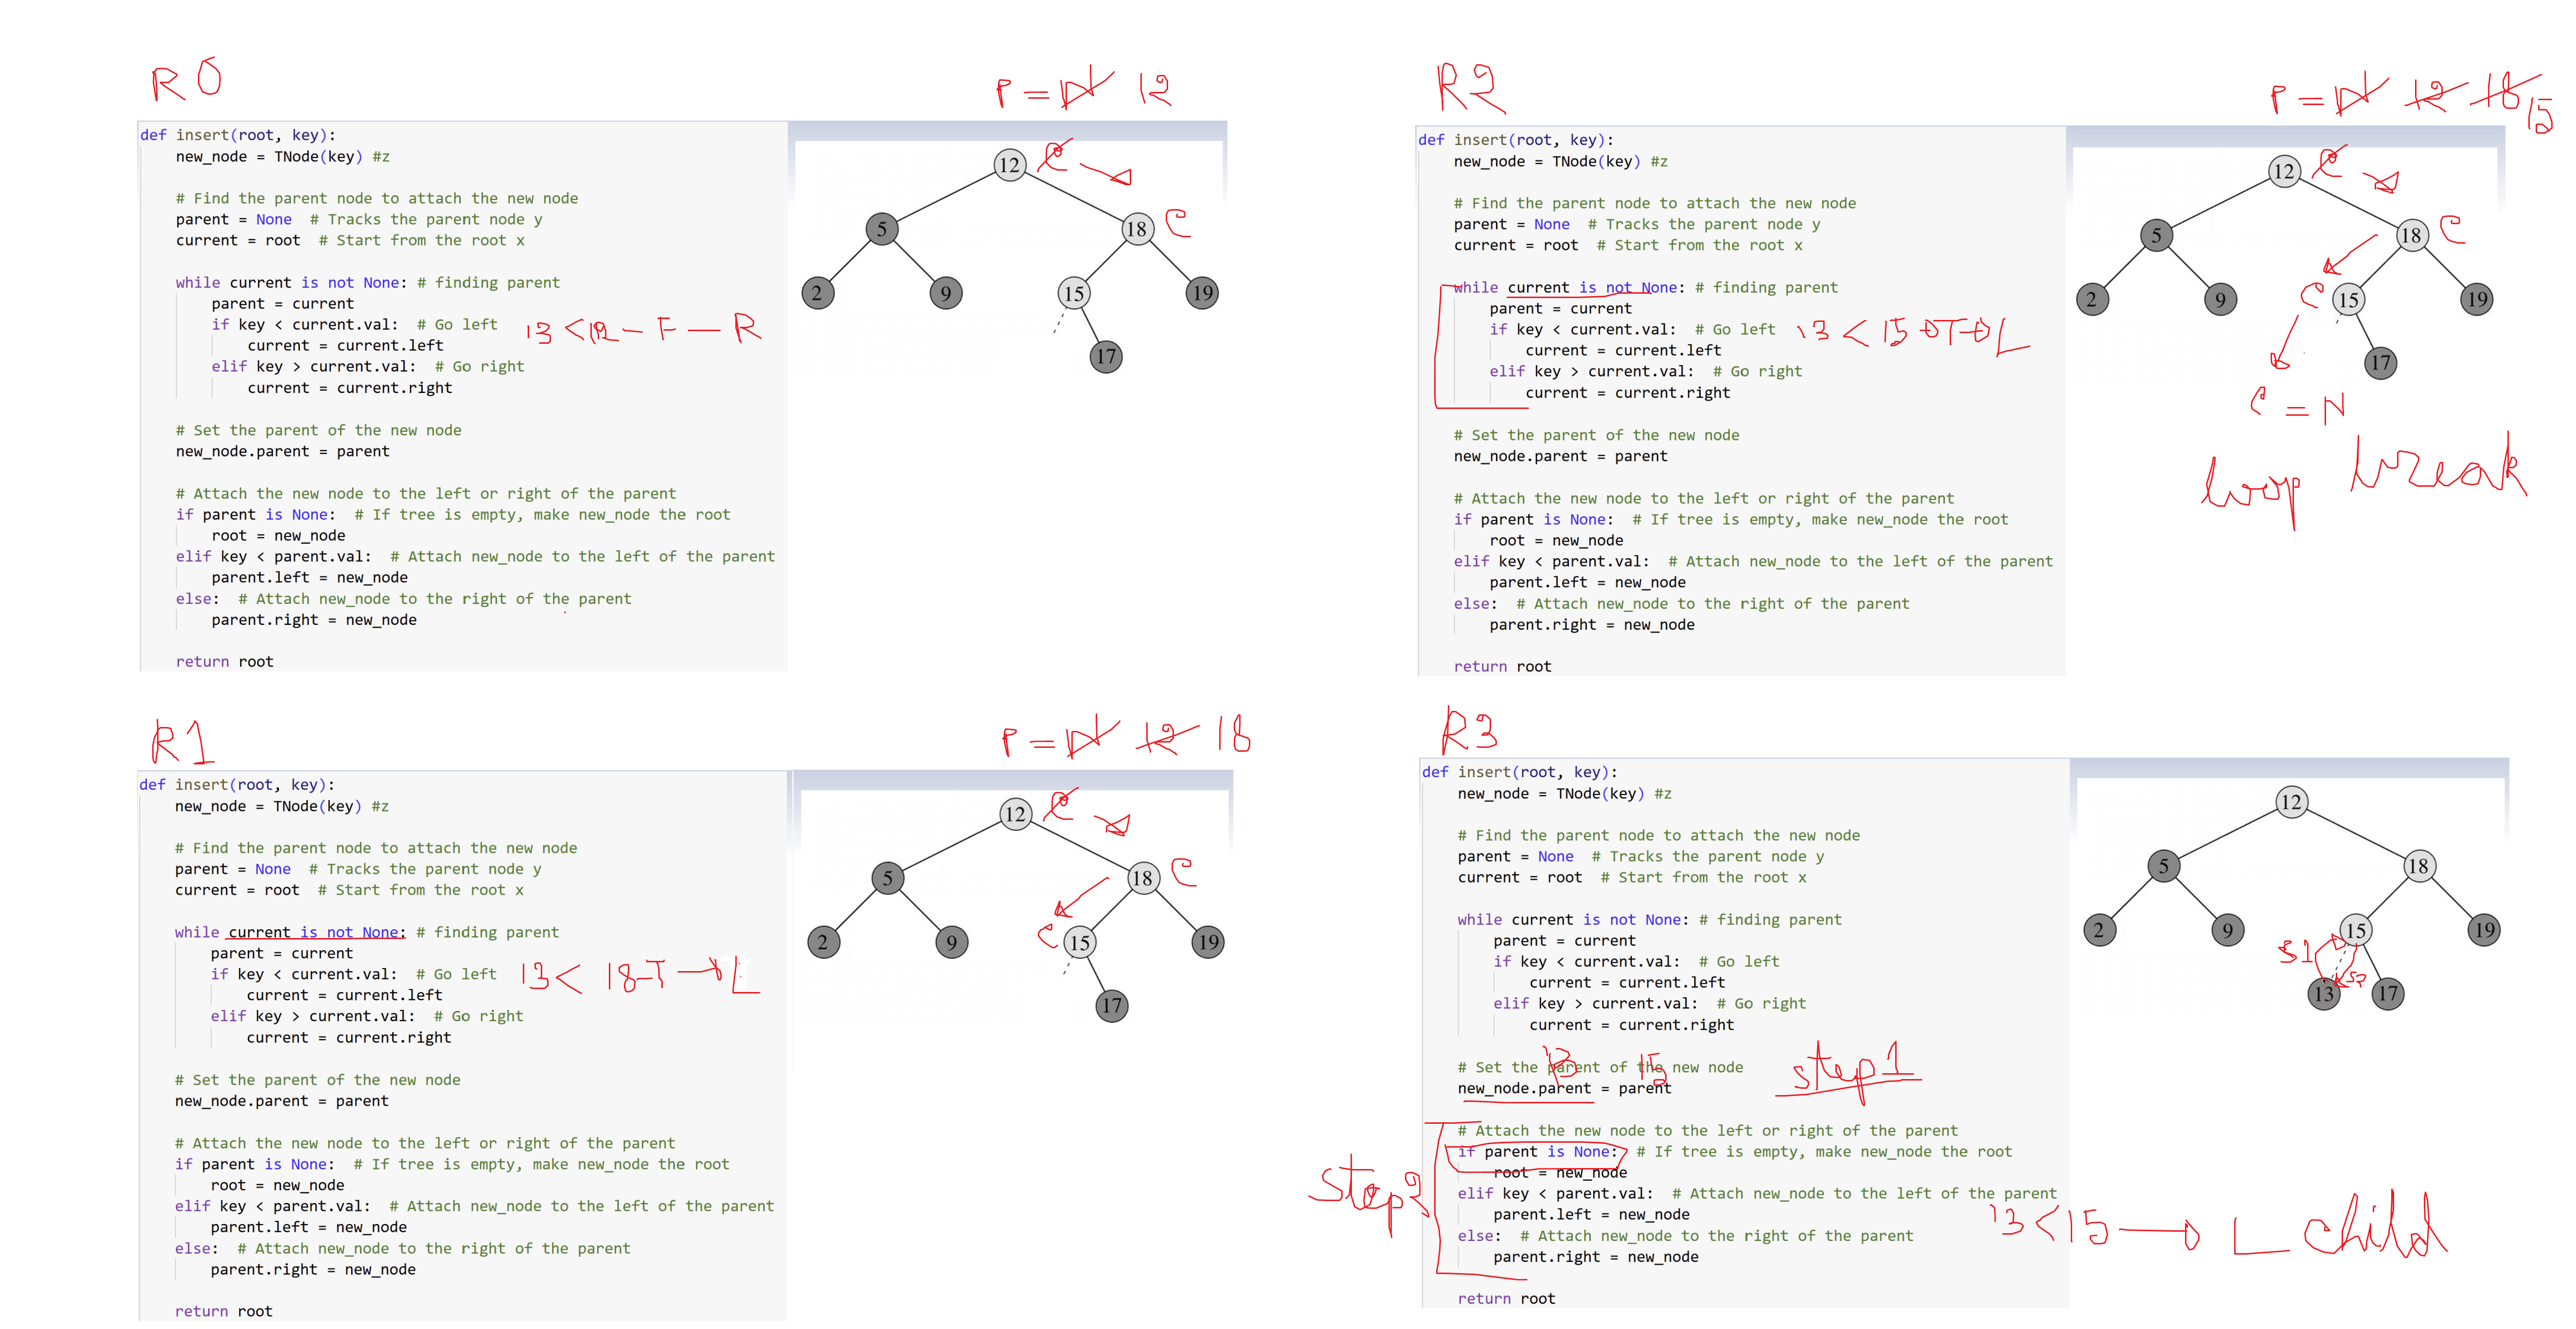 R0
P = N 12
def insert(root, key):
new_node = TNode(key) #z
# Find the parent node to attach the new node
parent = None # Tracks the parent node y
current = root # Start from the root x
while current is not None: # finding parent
parent = current
if key < current.val: # Go left 13 < 12 - F - R
current = current.left
elif key > current.val: # Go right
current = current.right
# Set the parent of the new node
new_node.parent = parent
# Attach the new node to the left or right of the parent
if parent is None: # If tree is empty, make new_node the root
root = new_node
elif key < parent.val: # Attach new_node to the left of the parent
parent.left = new_node
else: # Attach new_node to the right of the parent
parent.right = new_node
return root
12 C
5 18 C
2 9 15 19
17
R1
P = N 12 18
def insert(root, key):
new_node = TNode(key) #z
# Find the parent node to attach the new node
parent = None # Tracks the parent node y
current = root # Start from the root x
while current is not None: # finding parent
parent = current
if key < current.val: # Go left 13 < 18 - T → L
current = current.left
elif key > current.val: # Go right
current = current.right
# Set the parent of the new node
new_node.parent = parent
# Attach the new node to the left or right of the parent
if parent is None: # If tree is empty, make new_node the root
root = new_node
elif key < parent.val: # Attach new_node to the left of the parent
parent.left = new_node
else: # Attach new_node to the right of the parent
parent.right = new_node
return root
12 C
5 18 C
2 9 C 15 19
17
R2
P = N 12 18 15
def insert(root, key):
new_node = TNode(key) #z
# Find the parent node to attach the new node
parent = None # Tracks the parent node y
current = root # Start from the root x
while current is not None: # finding parent
parent = current
if key < current.val: # Go left 13 < 15 → T → L
current = current.left
elif key > current.val: # Go right
current = current.right
# Set the parent of the new node
new_node.parent = parent
# Attach the new node to the left or right of the parent
if parent is None: # If tree is empty, make new_node the root
root = new_node
elif key < parent.val: # Attach new_node to the left of the parent
parent.left = new_node
else: # Attach new_node to the right of the parent
parent.right = new_node
return root
12 C
5 18 C
2 9 C 15 19
17
C = N
loop break
R3
def insert(root, key):
new_node = TNode(key) #z
# Find the parent node to attach the new node
parent = None # Tracks the parent node y
current = root # Start from the root x
while current is not None: # finding parent
parent = current
if key < current.val: # Go left
current = current.left
elif key > current.val: # Go right
current = current.right
13 15 step1
# Set the parent of the new node
new_node.parent = parent
# Attach the new node to the left or right of the parent
if parent is None: # If tree is empty, make new_node the root
step2
root = new_node
elif key < parent.val: # Attach new_node to the left of the parent
parent.left = new_node
else: # Attach new_node to the right of the parent
13 < 15 → L child
parent.right = new_node
return root
12
5 18
2 9 15 19
S1 S2
13 17